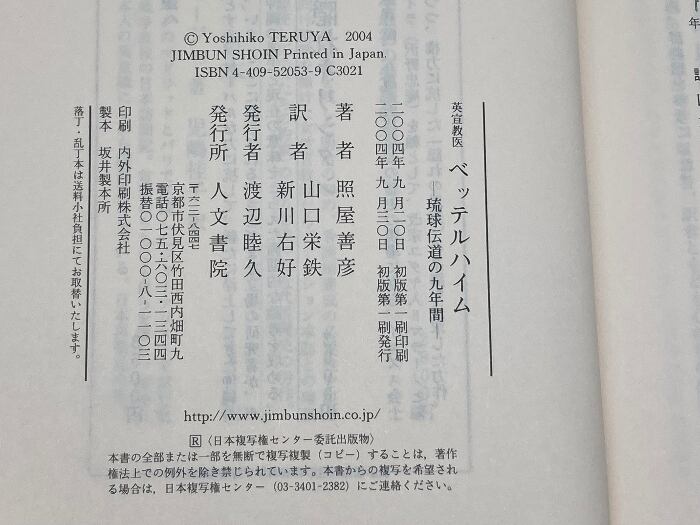 © Yoshihiko TERUYA 2004
JIMBUN SHOIN Printed in Japan.
ISBN 4-409-52053-9 C3021
英宣教医 ベッテルハイム
―琉球伝道の九年間―
二〇〇四年 九 月二〇日 初版第一刷印刷
二〇〇四年 九 月三〇日 初版第一刷発行
著 者 照屋善彦
訳 者 山口栄鉄
新川右好
発行者 渡辺睦久
発行所 人文書院
〒六一二-八四四七
京都市伏見区竹田西内畑町九
電話〇七五・六〇三・一三四四
振替〇一〇〇〇-八-一一〇三
印刷 内外印刷株式会社
製本 坂井製本所
落丁・乱丁本は送料小社負担にてお取替いたします。
http://www.jimbunshoin.co.jp/
R〈日本複写権センター委託出版物〉
本書の全部または一部を無断で複写複製（コピー）することは，著作
権法上での例外を除き禁じられています。本書からの複写を希望され
る場合は，日本複写権センター（03-3401-2382）にご連絡ください。